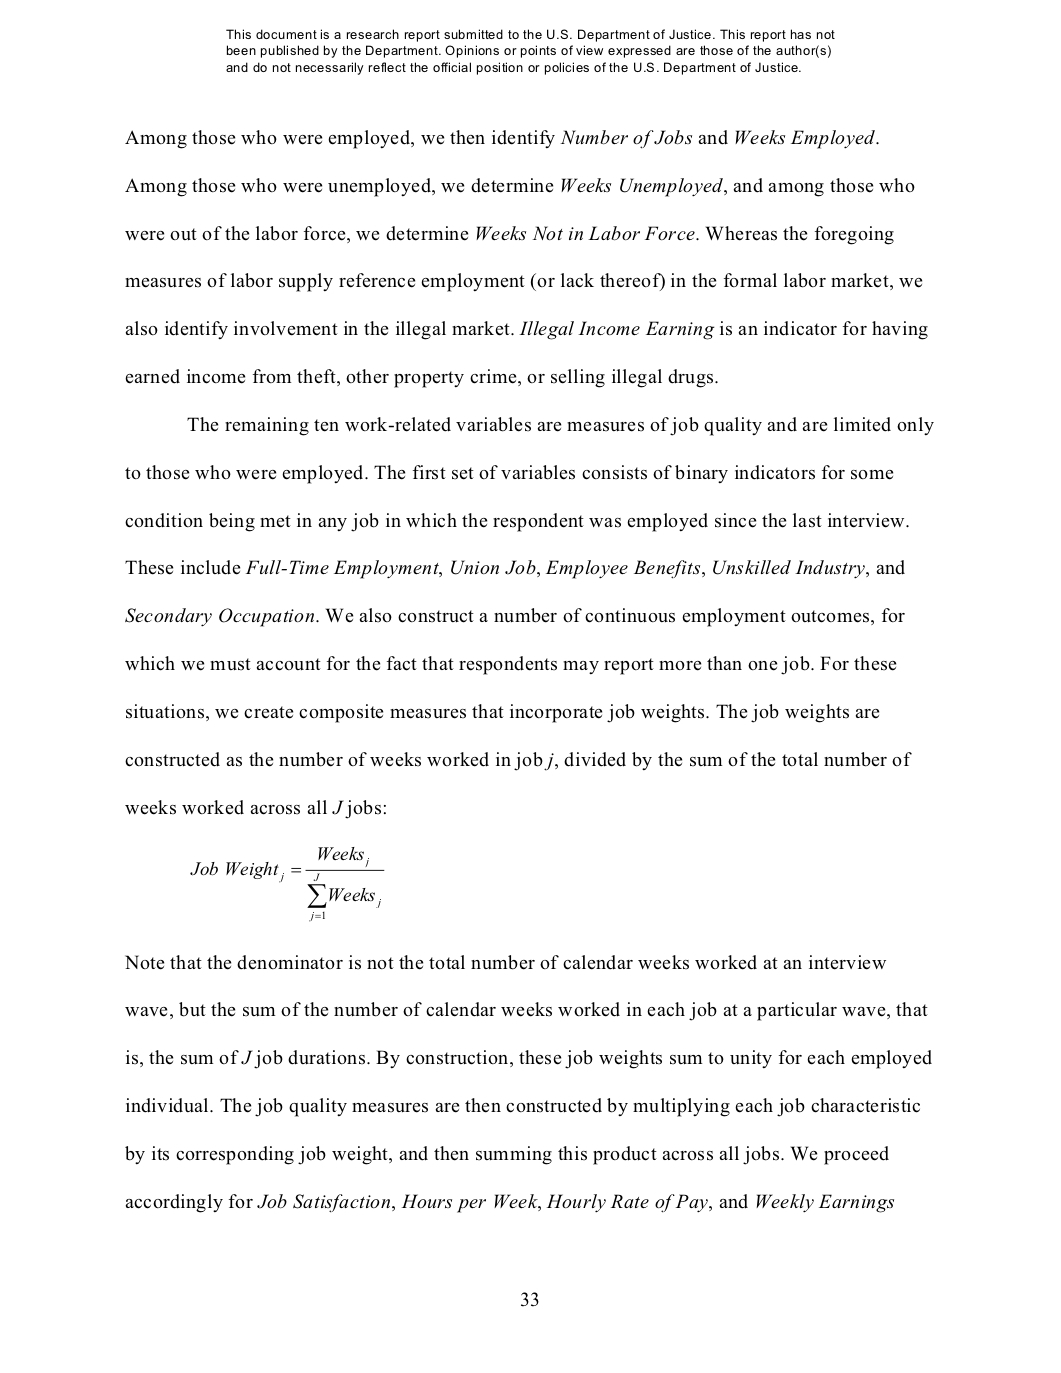 This document is a research report submitted to the U.S. Department of Justice. This report has not
been published by the Department. Opinions or points of view expressed are those of the author(s)
and do not necessarily reflect the official position or policies of the U.S. Department of Justice.
Among those who were employed, we then identify Number of Jobs and Weeks Employed.
Among those who were unemployed, we determine Weeks Unemployed, and among those who
were out of the labor force, we determine Weeks Not in Labor Force. Whereas the foregoing
measures of labor supply reference employment (or lack thereof) in the formal labor market, we
also identify involvement in the illegal market. Illegal Income Earning is an indicator for having
earned income from theft, other property crime, or selling illegal drugs.
The remaining ten work-related variables are measures of job quality and are limited only
to those who were employed. The first set of variables consists of binary indicators for some
condition being met in any job in which the respondent was employed since the last interview.
These include Full-Time Employment, Union Job, Employee Benefits, Unskilled Industry, and
Secondary Occupation. We also construct a number of continuous employment outcomes, for
which we must account for the fact that respondents may report more than one job. For these
situations, we create composite measures that incorporate job weights. The job weights are
constructed as the number of weeks worked in job j, divided by the sum of the total number of
weeks worked across all J jobs:
Job Weight j = Weeks j
J
∑ Weeks j
j=1
Note that the denominator is not the total number of calendar weeks worked at an interview
wave, but the sum of the number of calendar weeks worked in each job at a particular wave, that
is, the sum of J job durations. By construction, these job weights sum to unity for each employed
individual. The job quality measures are then constructed by multiplying each job characteristic
by its corresponding job weight, and then summing this product across all jobs. We proceed
accordingly for Job Satisfaction, Hours per Week, Hourly Rate of Pay, and Weekly Earnings
33